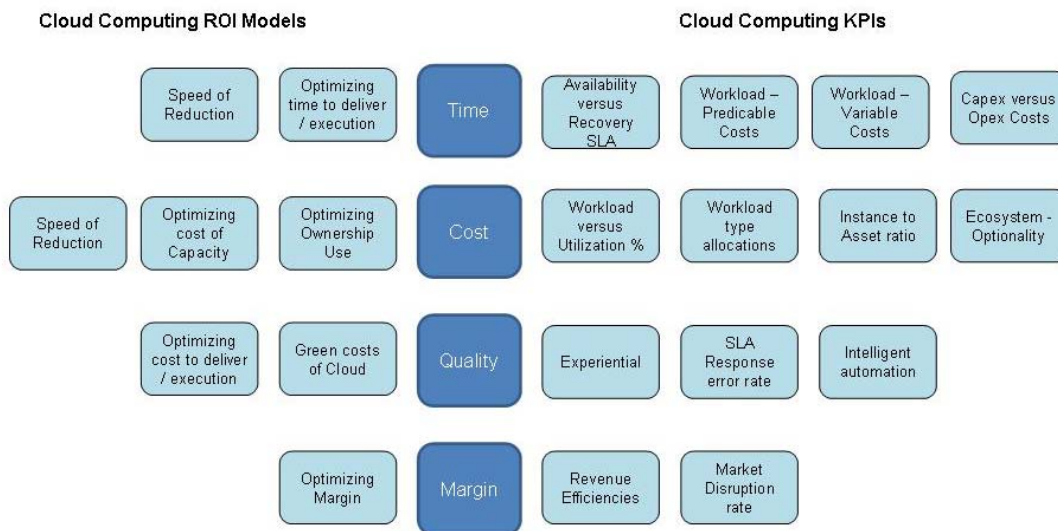 Cloud Computing ROI Models
Cloud Computing KPIs
Speed of
Reduction
Optimizing
time to deliver
/ execution
Time
Availability
versus
Recovery
SLA
Workload –
Predicable
Costs
Workload –
Variable
Costs
Capex versus
Opex Costs
Speed of
Reduction
Optimizing
cost of
Capacity
Optimizing
Ownership
Use
Cost
Workload
versus
Utilization %
Workload
type
allocations
Instance to
Asset ratio
Ecosystem -
Optionality
Optimizing
cost to deliver
/ execution
Green costs
of Cloud
Quality
Experiential
SLA
Response
error rate
Intelligent
automation
Optimizing
Margin
Margin
Revenue
Efficiencies
Market
Disruption
rate